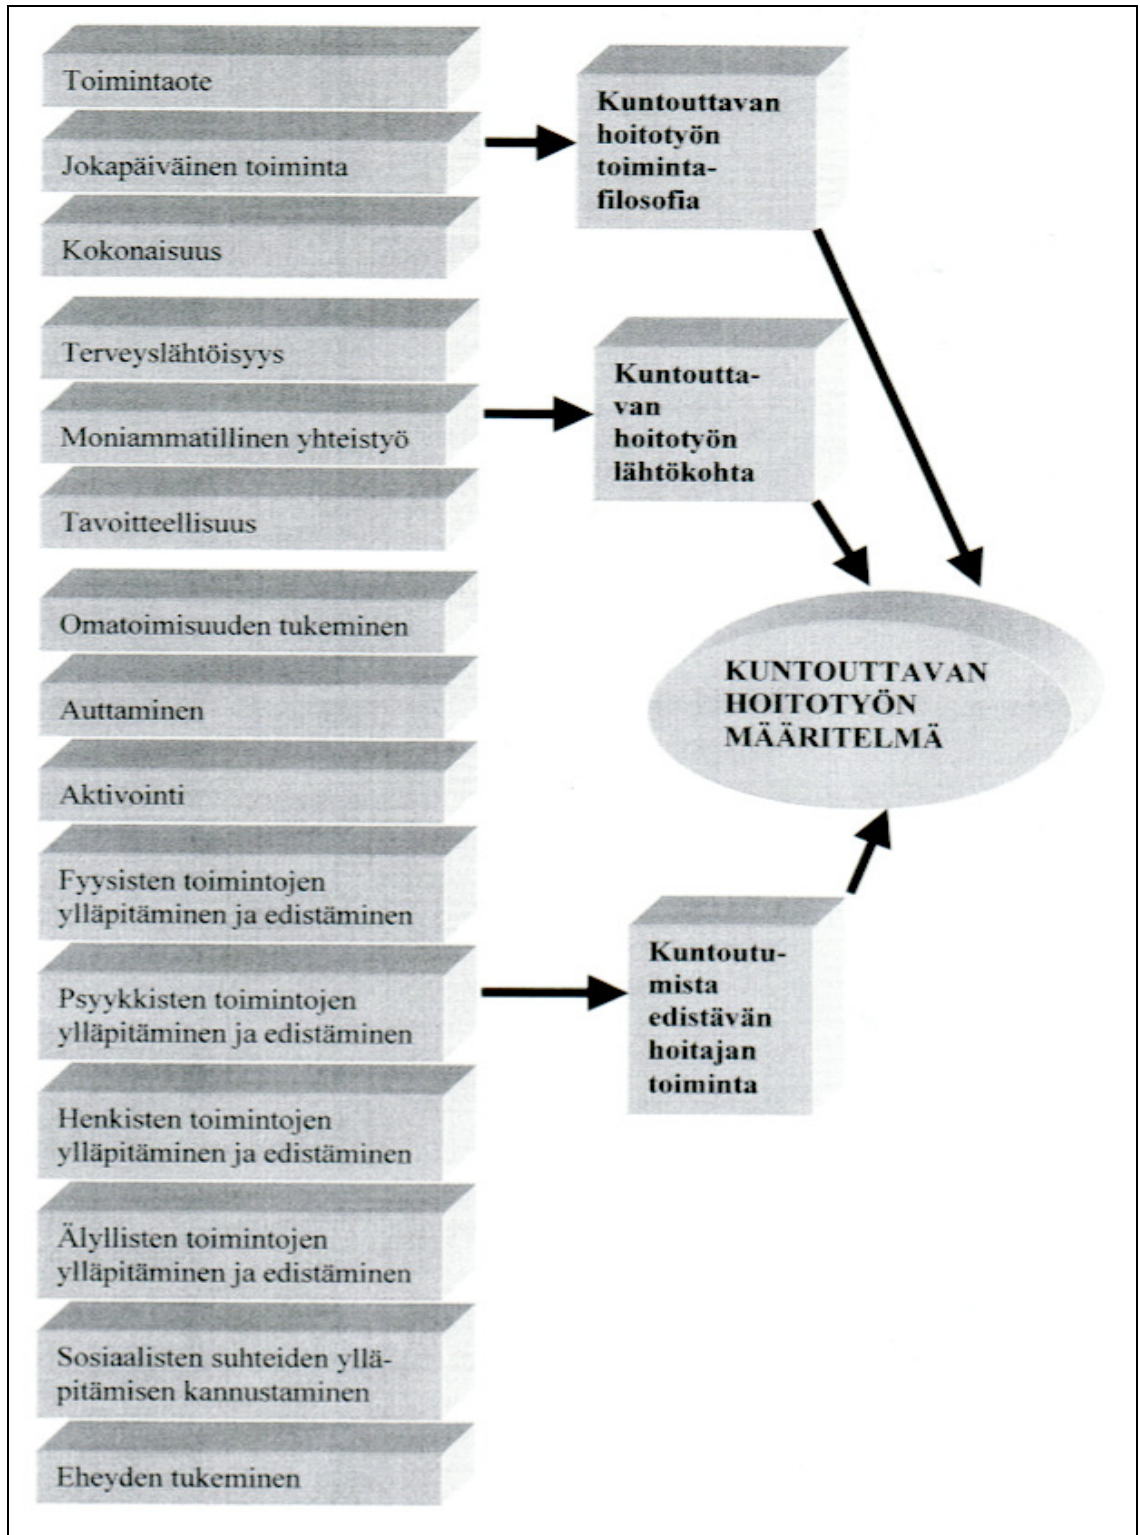 Toimintaote
Jokapäiväinen toiminta
Kokonaisuus
Kuntouttavan
hoitotyön
toiminta-
filosofia
Terveyslähtöisyys
Moniammatillinen yhteistyö
Tavoitteellisuus
Kuntoutta-
van
hoitotyön
lähtökohta
Omatoimisuuden tukeminen
Auttaminen
Aktivointi
Fyysisten toimintojen
ylläpitäminen ja edistäminen
Psyykkisten toimintojen
ylläpitäminen ja edistäminen
Henkisten toimintojen
ylläpitäminen ja edistäminen
Älyllisten toimintojen
ylläpitäminen ja edistäminen
Sosiaalisten suhteiden yllä-
pitämisen kannustaminen
Eheyden tukeminen
Kuntoutu-
mista
edistävän
hoitajan
toiminta
KUNTOUTTAVAN
HOITOTYÖN
MÄÄRITELMÄ